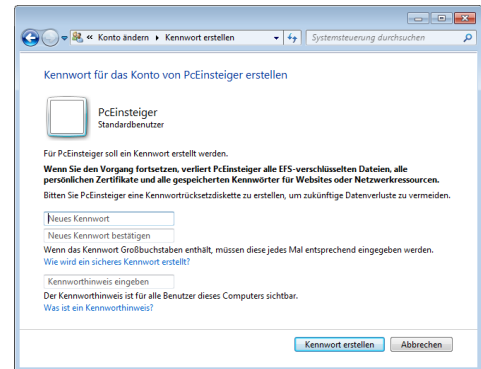 « Konto ändern ▸ Kennwort erstellen
Systemsteuerung durchsuchen
Kennwort für das Konto von PcEinsteiger erstellen
PcEinsteiger
Standardbenutzer
Für PcEinsteiger soll ein Kennwort erstellt werden.
Wenn Sie den Vorgang fortsetzen, verliert PcEinsteiger alle EFS-verschlüsselten Dateien, alle
persönlichen Zertifikate und alle gespeicherten Kennwörter für Websites oder Netzwerkressourcen.
Bitten Sie PcEinsteiger eine Kennwortrücksetzdiskette zu erstellen, um zukünftige Datenverluste zu vermeiden.
Neues Kennwort
Neues Kennwort bestätigen
Wenn das Kennwort Großbuchstaben enthält, müssen diese jedes Mal entsprechend eingegeben werden.
Wie wird ein sicheres Kennwort erstellt?
Kennworthinweis eingeben
Der Kennworthinweis ist für alle Benutzer dieses Computers sichtbar.
Was ist ein Kennworthinweis?
Kennwort erstellen
Abbrechen